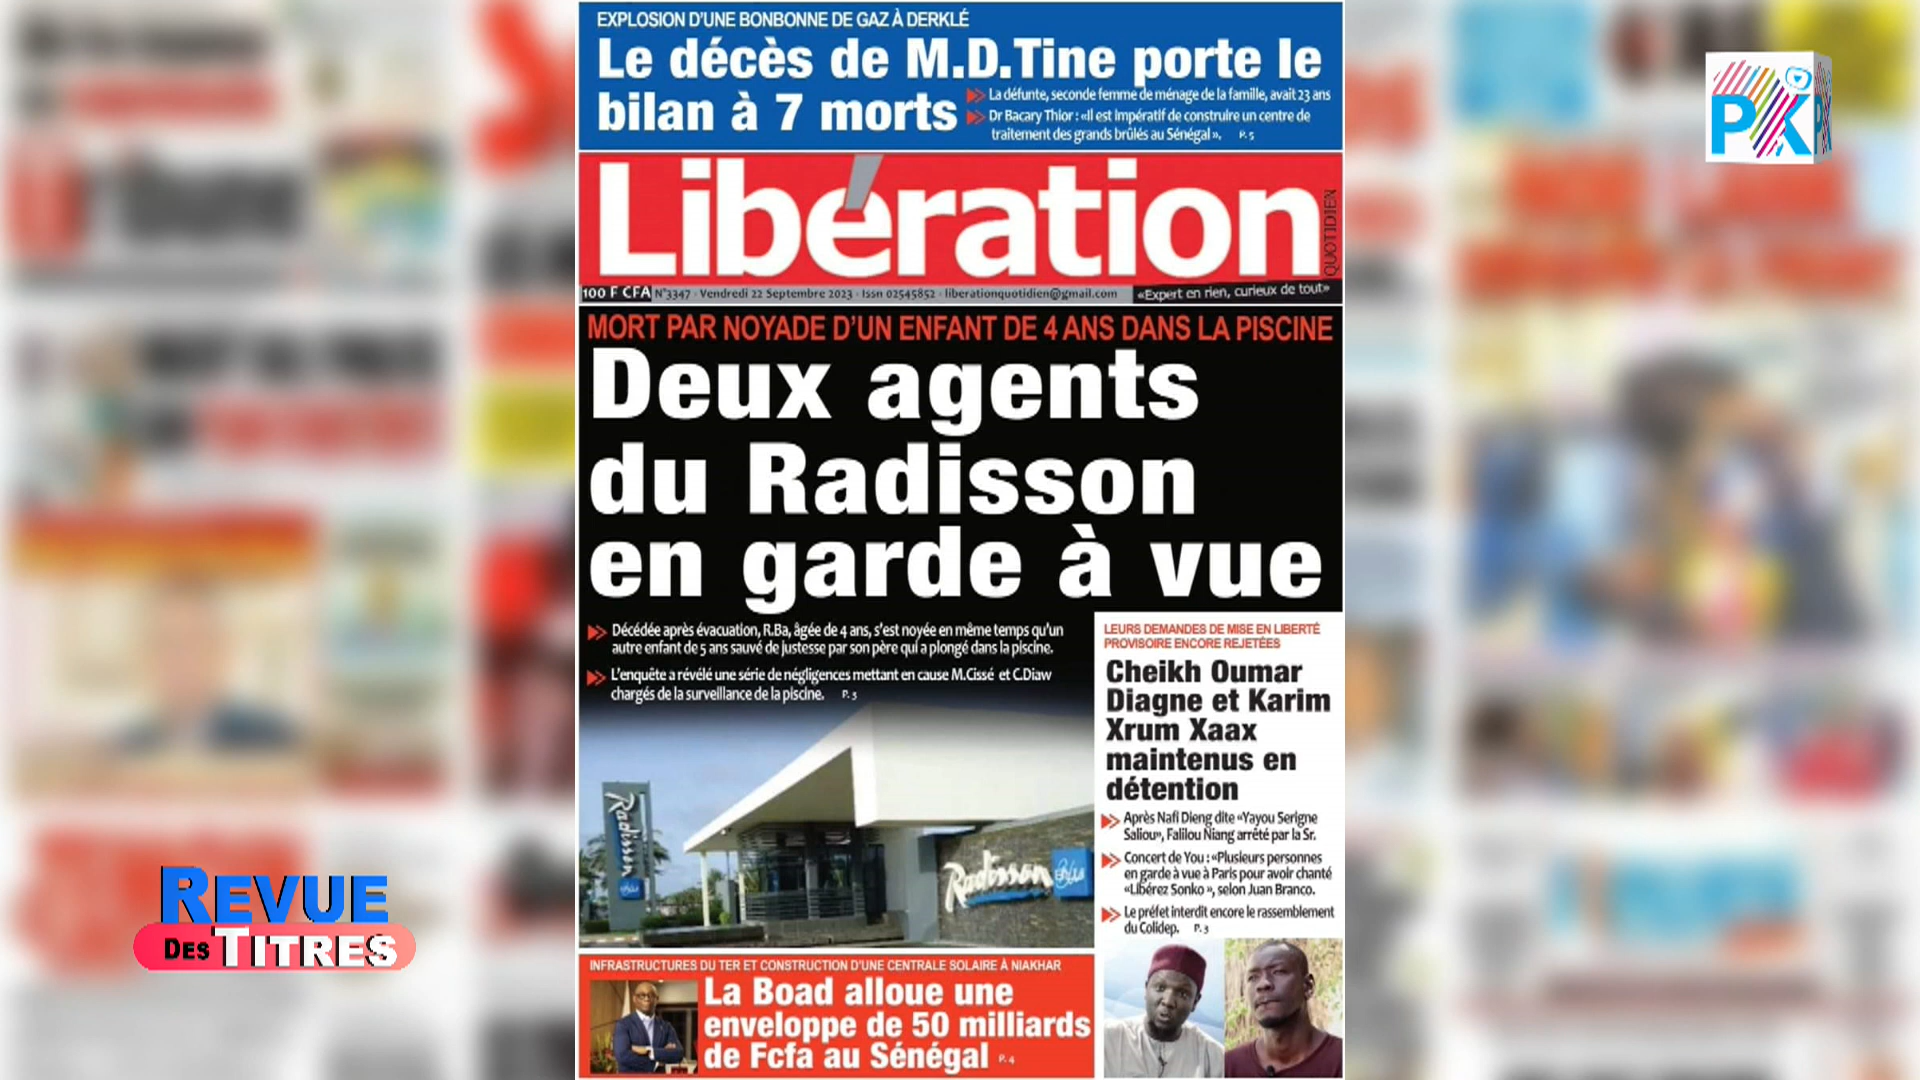 EXPLOSION D'UNE BONBONNE DE GAZ À DERKLÉ
Le décès de M.D.Tine porte le
bilan à 7 morts
La défunte, seconde femme de ménage de la famille, avait 23 ans
Dr Bacary Thior : «Il est impératif de construire un centre de
traitement des grands brûlés au Sénégal». P. 5
PX
Libération
QUOTIDIEN
100 F CFA N°3347 - Vendredi 22 Septembre 2023 - Issn 02545852 - liberationquotidien@gmail.com «Expert en rien, curieux de tout»
MORT PAR NOYADE D'UN ENFANT DE 4 ANS DANS LA PISCINE
Deux agents
du Radisson
en garde à vue
Décédée après évacuation, R.Ba, âgée de 4 ans, s'est noyée en même temps qu'un
autre enfant de 5 ans sauvé de justesse par son père qui a plongé dans la piscine.
L'enquête a révélé une série de négligences mettant en cause M.Cissé et C.Diaw
chargés de la surveillance de la piscine. P. 3
Radisson
Blu
Radisson Blu
LEURS DEMANDES DE MISE EN LIBERTÉ
PROVISOIRE ENCORE REJETÉES
Cheikh Oumar
Diagne et Karim
Xrum Xaax
maintenus en
détention
Après Nafi Dieng dite «Yayou Serigne
Saliou», Falilou Niang arrêté par la Sr.
Concert de You : «Plusieurs personnes
en garde à vue à Paris pour avoir chanté
«Libérez Sonko», selon Juan Branco.
Le préfet interdit encore le rassemblement
du Colidep. P. 3
INFRASTRUCTURES DU TER ET CONSTRUCTION D'UNE CENTRALE SOLAIRE À NIAKHAR
La Boad alloue une
enveloppe de 50 milliards
de Fcfa au Sénégal P. 4
REVUE
DES TITRES